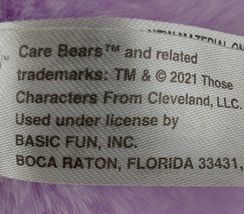 Care Bears™ and related
trademarks: TM & © 2021 Those
Characters From Cleveland, LLC.
Used under license by
BASIC FUN, INC.
BOCA RATON, FLORIDA 33431,